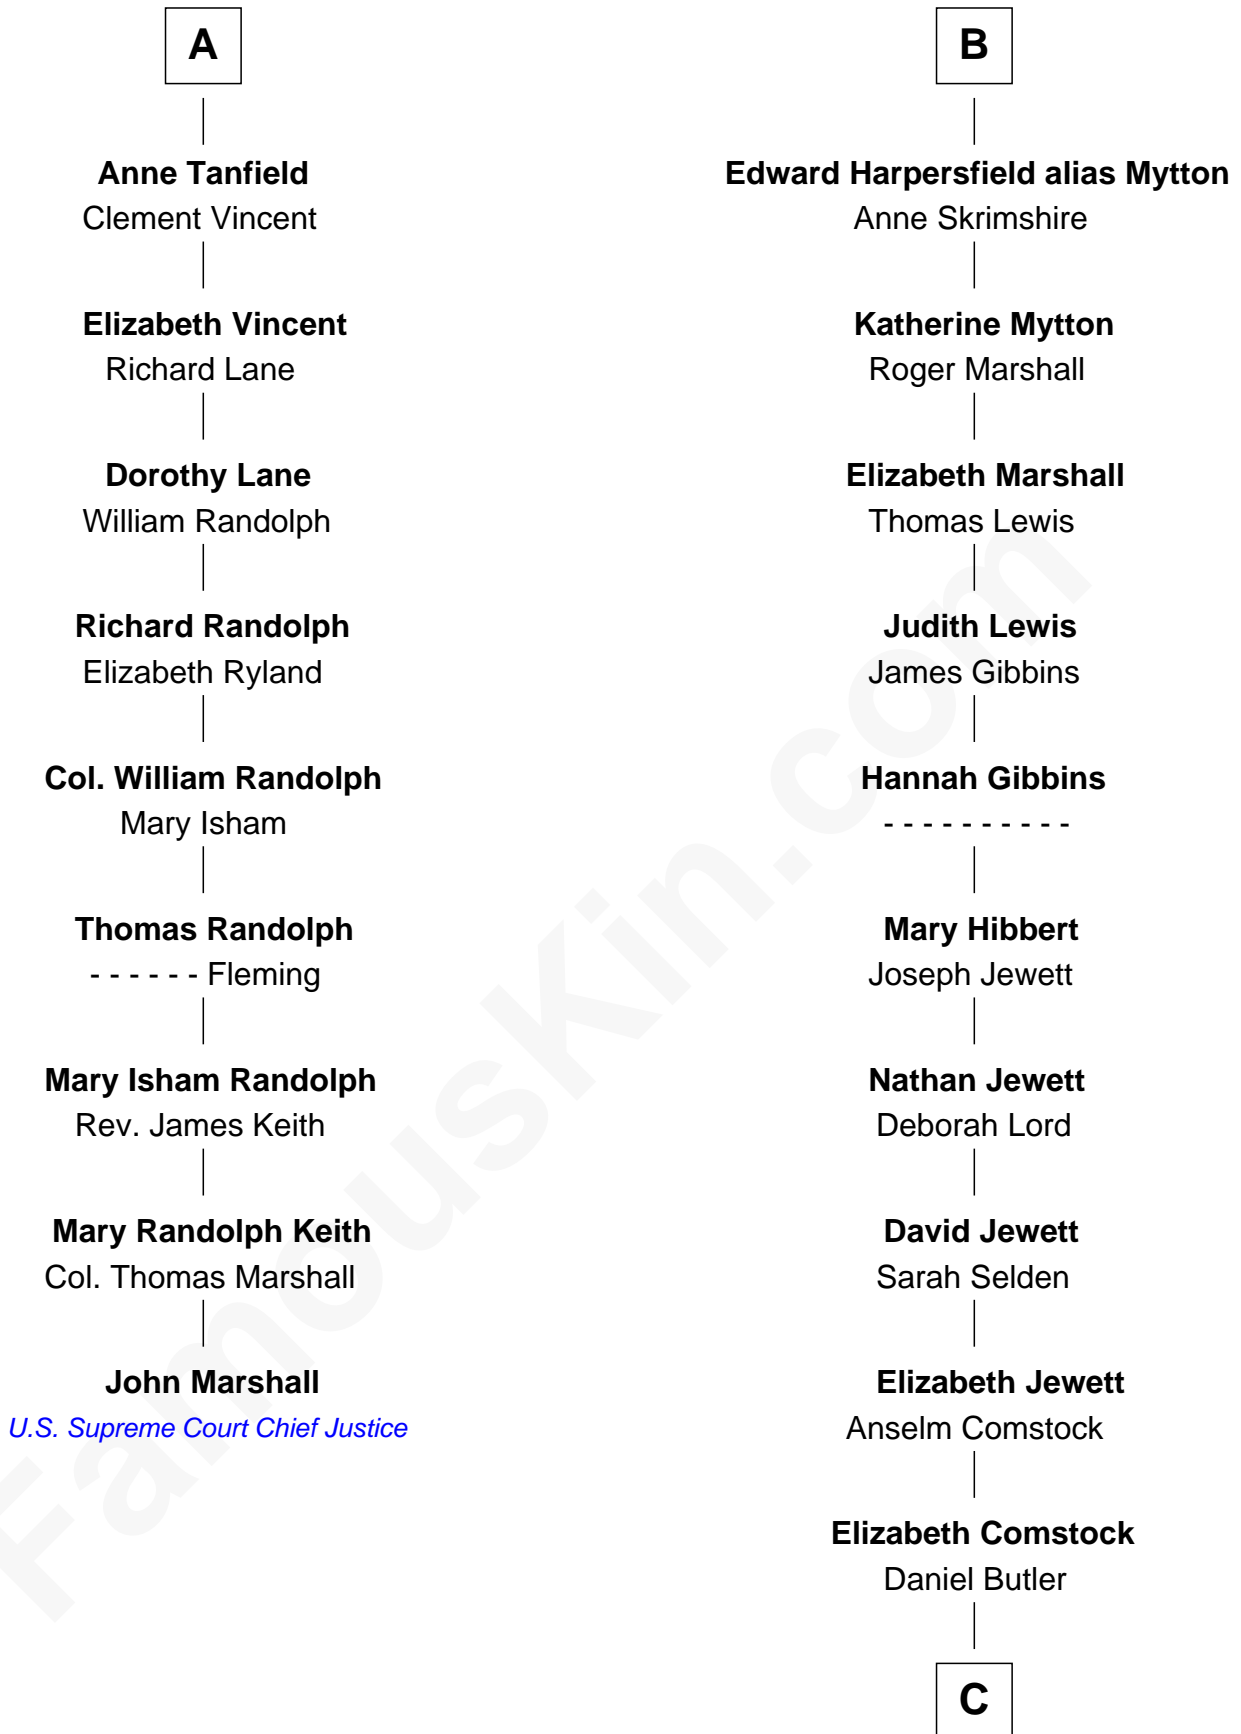 A
Anne Tanfield
Clement Vincent
Elizabeth Vincent
Richard Lane
Dorothy Lane
William Randolph
Richard Randolph
Elizabeth Ryland
Col. William Randolph
Mary Isham
Thomas Randolph
- - - - - - Fleming
Mary Isham Randolph
Rev. James Keith
Mary Randolph Keith
Col. Thomas Marshall
John Marshall
U.S. Supreme Court Chief Justice
B
Edward Harpersfield alias Mytton
Anne Skrimshire
Katherine Mytton
Roger Marshall
Elizabeth Marshall
Thomas Lewis
Judith Lewis
James Gibbins
Hannah Gibbins
- - - - - - - - - -
Mary Hibbert
Joseph Jewett
Nathan Jewett
Deborah Lord
David Jewett
Sarah Selden
Elizabeth Jewett
Anselm Comstock
Elizabeth Comstock
Daniel Butler
C
FamousKin.com